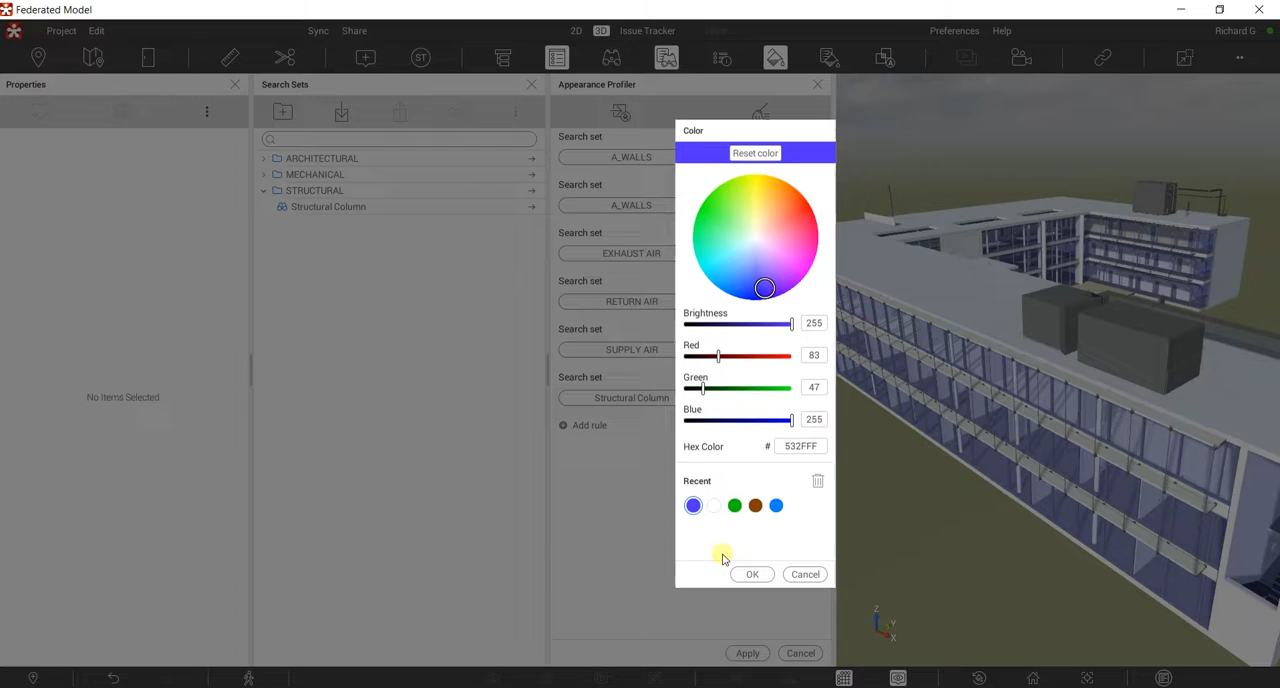 Federated Model
Project Edit Sync Share 2D 3D Issue Tracker Preferences Help Richard G
ST
Properties
No Items Selected
Search Sets
ARCHITECTURAL
MECHANICAL
STRUCTURAL
Structural Column
Appearance Profiler
Search set
A_WALLS
Search set
A_WALLS
Search set
EXHAUST AIR
Search set
RETURN AIR
Search set
SUPPLY AIR
Search set
Structural Column
Add rule
Apply Cancel
Color
Reset color
Brightness
255
Red
83
Green
47
Blue
255
Hex Color # 532FFF
Recent
OK Cancel
Z
Y
X